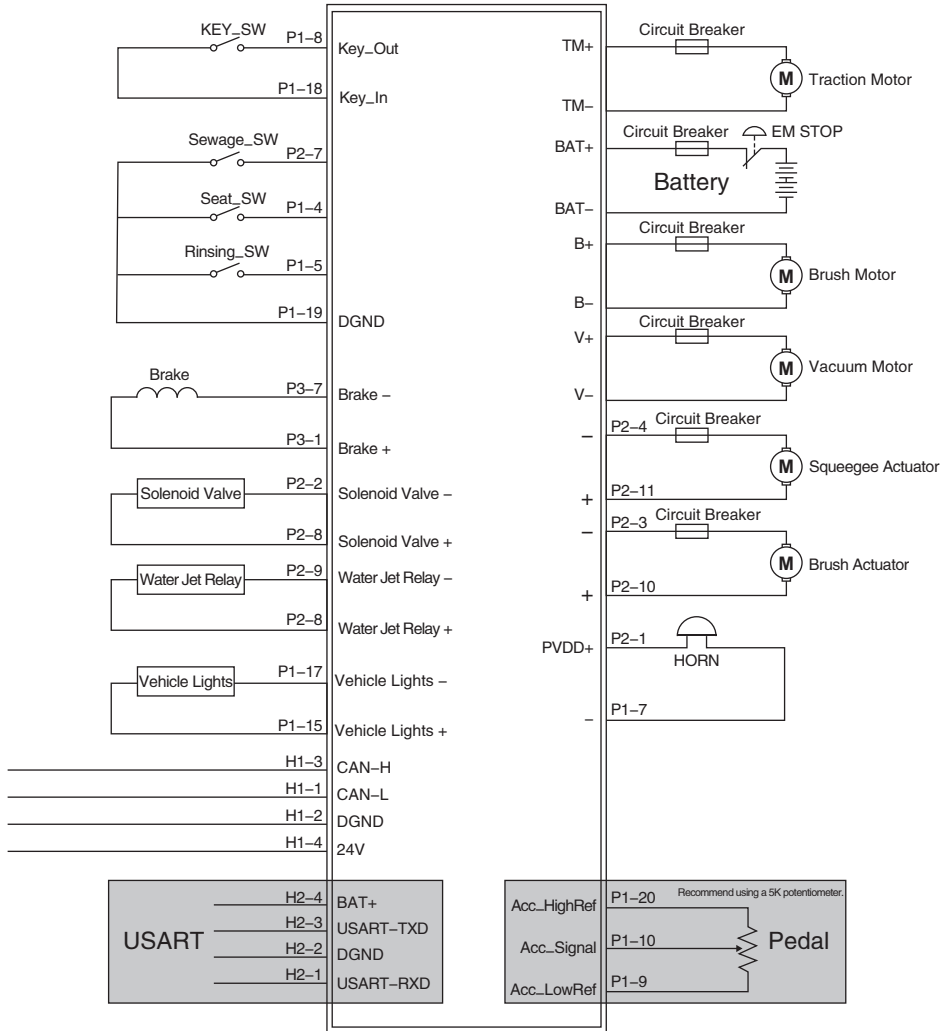 KEY_SW
P1-8
Key_Out
P1-18
Key_In
Sewage_SW
P2-7
Seat_SW
P1-4
Rinsing_SW
P1-5
P1-19
DGND
Brake
P3-7
Brake -
P3-1
Brake +
Solenoid Valve
P2-2
Solenoid Valve -
P2-8
Solenoid Valve +
Water Jet Relay
P2-9
Water Jet Relay -
P2-8
Water Jet Relay +
Vehicle Lights
P1-17
Vehicle Lights -
P1-15
Vehicle Lights +
H1-3
CAN-H
H1-1
CAN-L
H1-2
DGND
H1-4
24V
USART
H2-4
BAT+
H2-3
USART-TXD
H2-2
DGND
H2-1
USART-RXD
TM+
Circuit Breaker
M
Traction Motor
TM-
BAT+
Circuit Breaker
EM STOP
Battery
BAT-
B+
Circuit Breaker
M
Brush Motor
B-
V+
Circuit Breaker
M
Vacuum Motor
V-
-
P2-4
Circuit Breaker
M
Squeegee Actuator
+
P2-11
-
P2-3
Circuit Breaker
M
Brush Actuator
+
P2-10
PVDD+
P2-1
HORN
-
P1-7
Acc_HighRef
P1-20
Recommend using a 5K potentiometer.
Acc_Signal
P1-10
Pedal
Acc_LowRef
P1-9